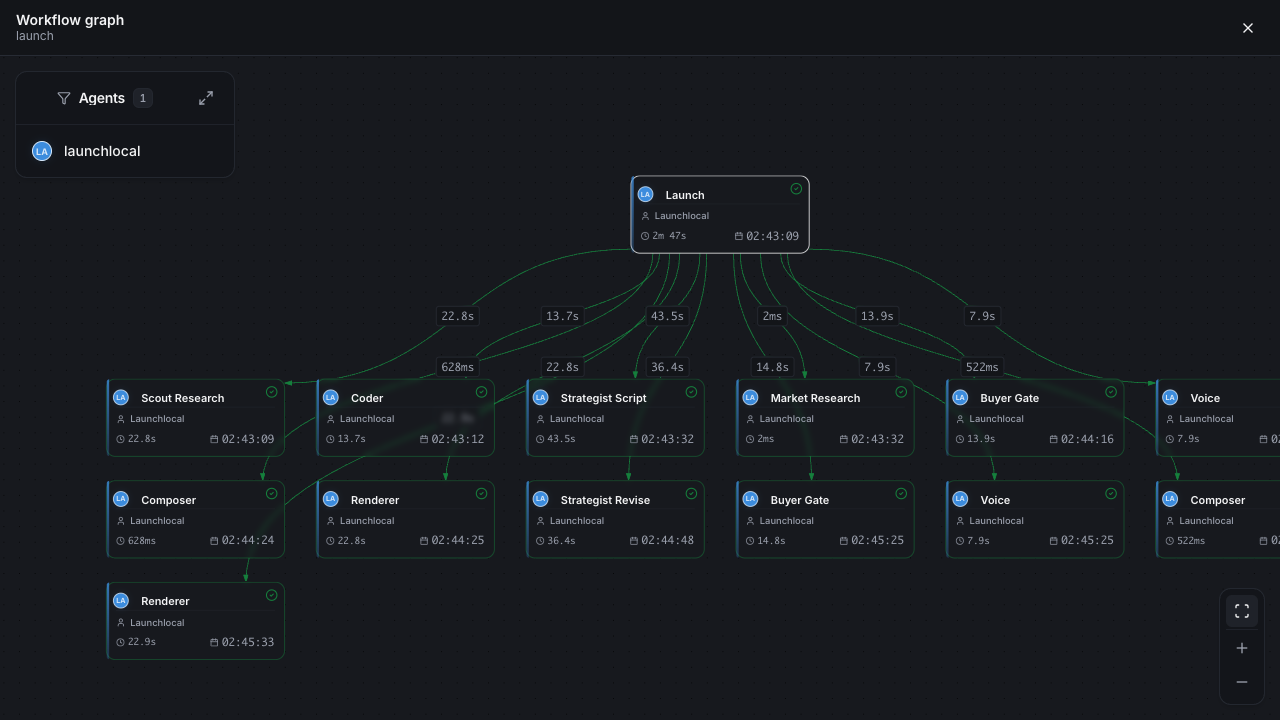 Workflow graph
launch
Agents 1
LA launchlocal
LA Launch
Launchlocal
2m 47s 02:43:09
22.8s 13.7s 43.5s 2ms 13.9s 7.9s
628ms 22.8s 36.4s 14.8s 7.9s 522ms
LA Scout Research
Launchlocal
22.8s 02:43:09
LA Coder
Launchlocal
13.7s 02:43:12
LA Strategist Script
Launchlocal
43.5s 02:43:32
LA Market Research
Launchlocal
2ms 02:43:32
LA Buyer Gate
Launchlocal
13.9s 02:44:16
LA Voice
Launchlocal
7.9s
LA Composer
Launchlocal
628ms 02:44:24
LA Renderer
Launchlocal
22.8s 02:44:25
LA Strategist Revise
Launchlocal
36.4s 02:44:48
LA Buyer Gate
Launchlocal
14.8s 02:45:25
LA Voice
Launchlocal
7.9s 02:45:25
LA Composer
Launchlocal
522ms
LA Renderer
Launchlocal
22.9s 02:45:33